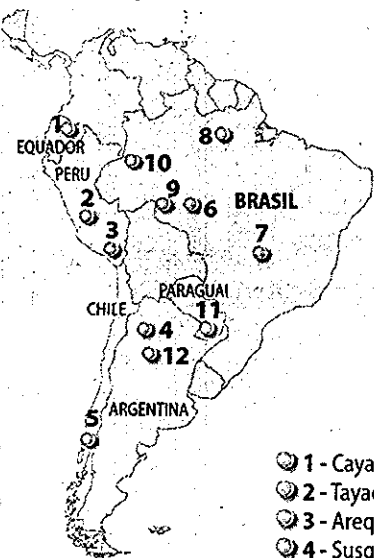 1
EQUADOR
PERU
8
10
2
9
6
BRASIL
3
7
PARAGUAI
CHILE
11
4
12
5
ARGENTINA
1 - Caya
2 - Taya
3 - Areq
4 - Susq